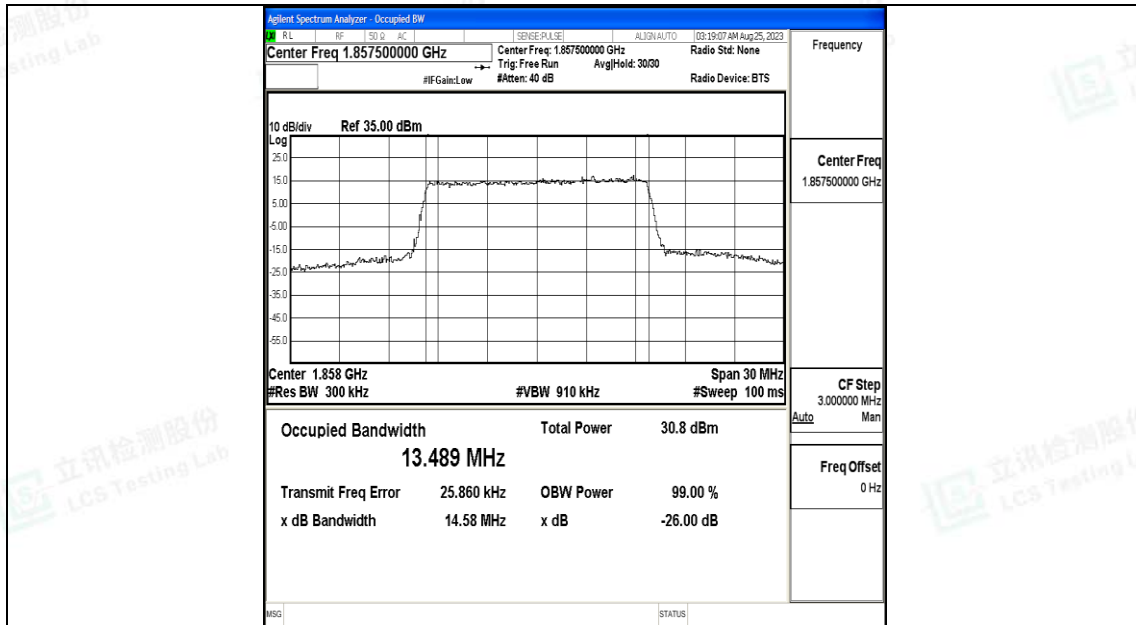 Agilent Spectrum Analyzer - Occupied BW
RL RF 50 Ω AC SENSE:PULSE ALIGNAUTO 03:19:07 AM Aug 25, 2023
Center Freq 1.857500000 GHz
Center Freq: 1.857500000 GHz Radio Std: None
Trig: Free Run Avg|Hold: 30/30
#IFGain:Low #Atten: 40 dB Radio Device: BTS
Frequency
10 dB/div Ref 35.00 dBm
Log
25.0
15.0
5.00
-5.00
-15.0
-25.0
-35.0
-45.0
-55.0
Center 1.858 GHz Span 30 MHz
#Res BW 300 kHz #VBW 910 kHz #Sweep 100 ms
Center Freq
1.857500000 GHz
CF Step
3.000000 MHz
Auto Man
Freq Offset
0 Hz
Occupied Bandwidth Total Power 30.8 dBm
13.489 MHz
Transmit Freq Error 25.860 kHz OBW Power 99.00 %
x dB Bandwidth 14.58 MHz x dB -26.00 dB
MSG STATUS
立讯检测股份
LCS Testing Lab
立讯检测股份
LCS Testing L